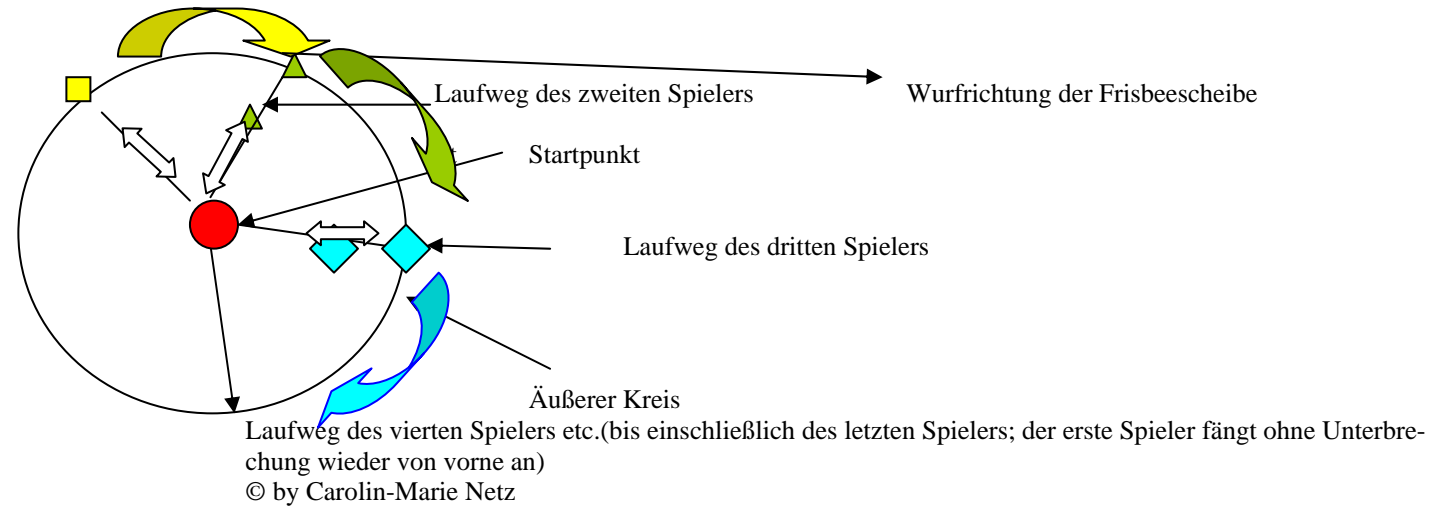 Laufweg des zweiten Spielers
Wurfrichtung der Frisbeescheibe
Startpunkt
Laufweg des dritten Spielers
Äußerer Kreis
Laufweg des vierten Spielers etc.(bis einschließlich des letzten Spielers; der erste Spieler fängt ohne Unterbre-
chung wieder von vorne an)
© by Carolin-Marie Netz